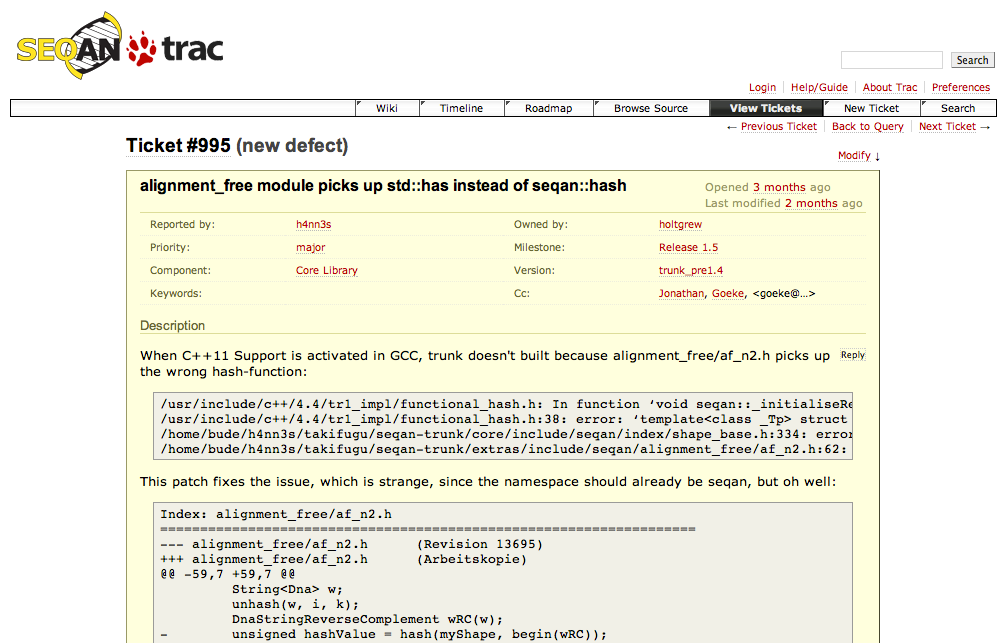 SEQAN trac
Search
Login Help/Guide About Trac Preferences
Wiki Timeline Roadmap Browse Source View Tickets New Ticket Search
← Previous Ticket Back to Query Next Ticket →
Ticket #995 (new defect)
Modify ↓
alignment_free module picks up std::has instead of seqan::hash
Opened 3 months ago
Last modified 2 months ago
Reported by: h4nn3s Owned by: holtgrew
Priority: major Milestone: Release 1.5
Component: Core Library Version: trunk_pre1.4
Keywords: Cc: Jonathan, Goeke, <goeke@…>
Description
When C++11 Support is activated in GCC, trunk doesn't built because alignment_free/af_n2.h picks up Reply
the wrong hash-function:
/usr/include/c++/4.4/tr1_impl/functional_hash.h: In function ‘void seqan::_initialiseRe
/usr/include/c++/4.4/tr1_impl/functional_hash.h:38: error: ‘template<class _Tp> struct
/home/bude/h4nn3s/takifugu/seqan-trunk/core/include/seqan/index/shape_base.h:334: error
/home/bude/h4nn3s/takifugu/seqan-trunk/extras/include/seqan/alignment_free/af_n2.h:62:
This patch fixes the issue, which is strange, since the namespace should already be seqan, but oh well:
Index: alignment_free/af_n2.h
===================================================================
--- alignment_free/af_n2.h (Revision 13695)
+++ alignment_free/af_n2.h (Arbeitskopie)
@@ -59,7 +59,7 @@
String<Dna> w;
unhash(w, i, k);
DnaStringReverseComplement wRC(w);
- unsigned hashValue = hash(myShape, begin(wRC));